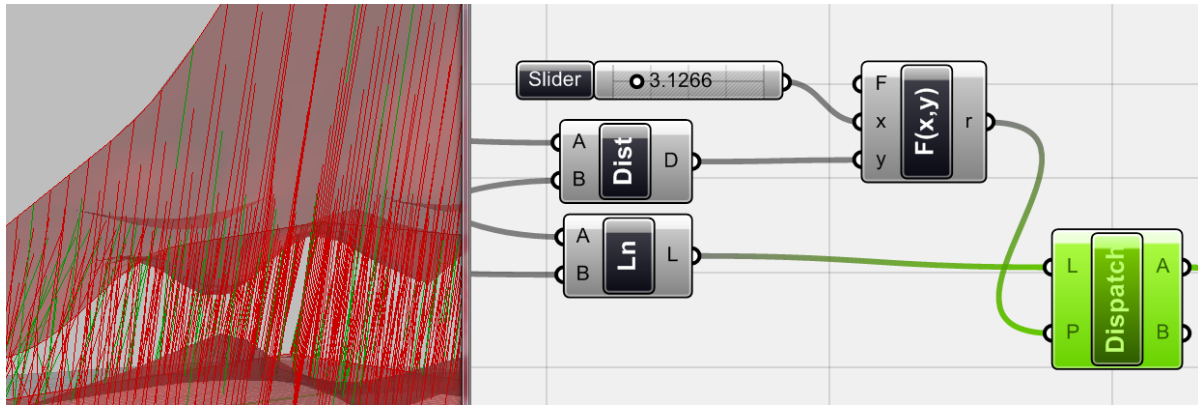 Slider 3.1266
F
x F(x,y) r
y
A
Dist D
B
A
Ln L
B
L A
Dispatch
P B